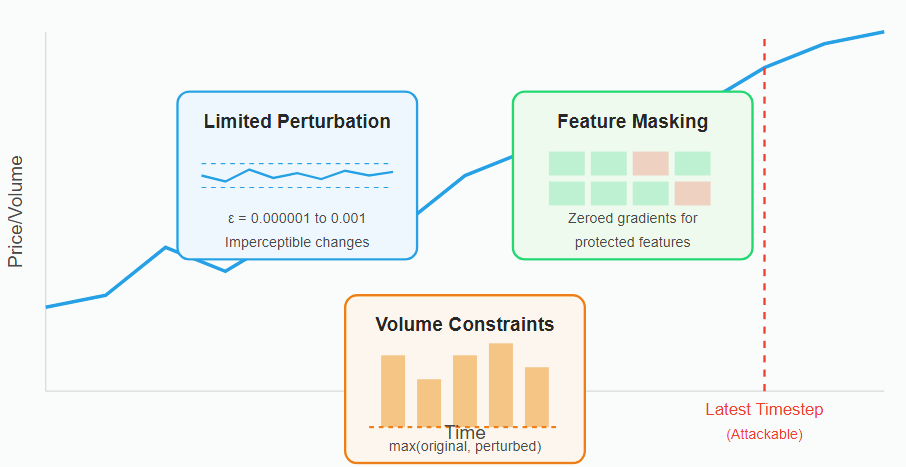 Price/Volume
Limited Perturbation
ε = 0.000001 to 0.001
Imperceptible changes
Feature Masking
Zeroed gradients for
protected features
Volume Constraints
Time
max(original, perturbed)
Latest Timestep
(Attackable)